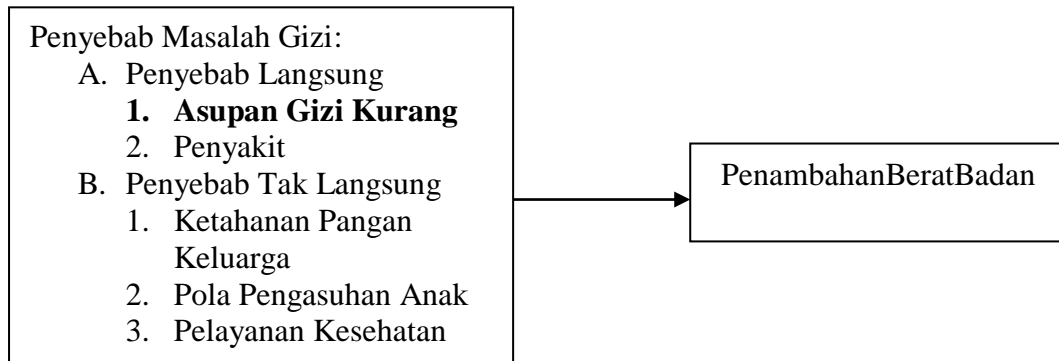 Penyebab Masalah Gizi:
A. Penyebab Langsung
1. Asupan Gizi Kurang
2. Penyakit
B. Penyebab Tak Langsung
1. Ketahanan Pangan
Keluarga
2. Pola Pengasuhan Anak
3. Pelayanan Kesehatan
PenambahanBeratBadan